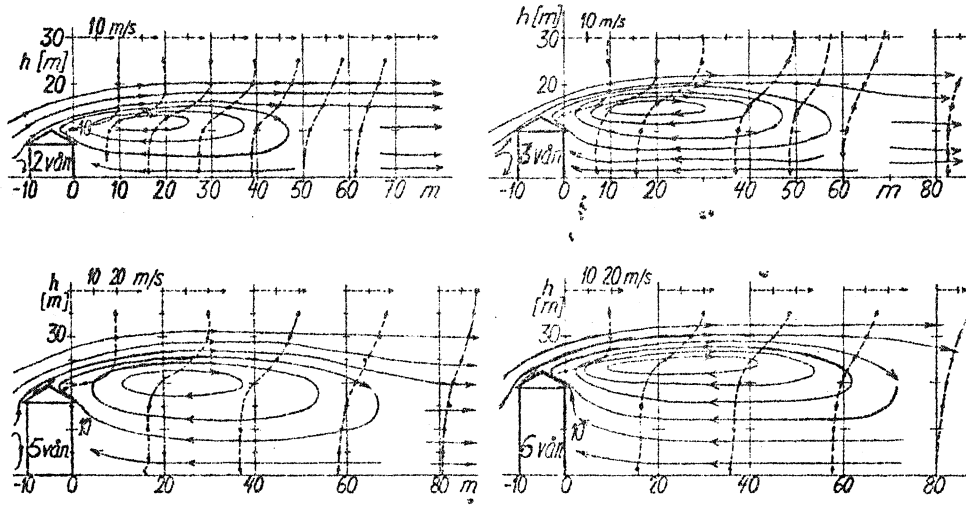 10 m/s
30
h [m]
20
10
2 vån
-10 0 10 20 30 40 50 60 70 m
h [m] 10 m/s
30
20
3 vån
-10 0 10 20 30 40 50 60 m 80
h 10 20 m/s
[m]
30
10
5 vån
-10 0 20 40 60 80 m
h 10 20 m/s
[m]
30
10
6 vån
-10 0 20 40 60 80